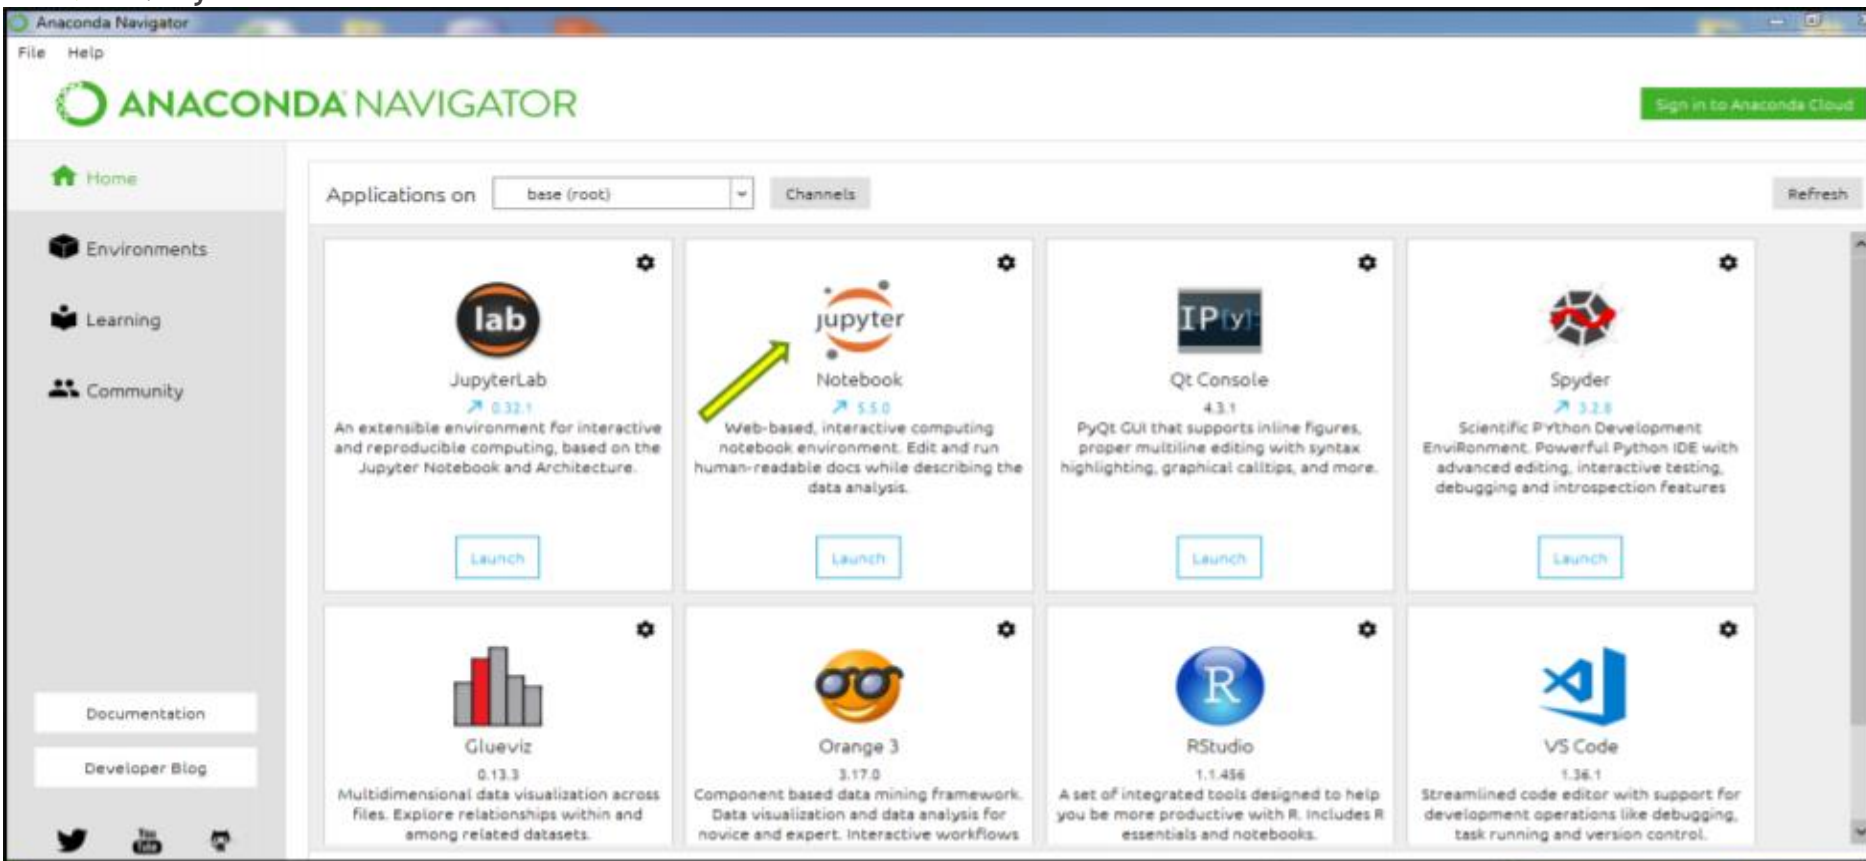 Anaconda Navigator
File Help
ANACONDA NAVIGATOR
Sign in to Anaconda Cloud
Home
Environments
Learning
Community
Documentation
Developer Blog
You Tube
Applications on base (root) Channels Refresh
lab
JupyterLab
0.32.1
An extensible environment for interactive
and reproducible computing, based on the
Jupyter Notebook and Architecture.
Launch
jupyter
Notebook
5.5.0
Web-based, interactive computing
notebook environment. Edit and run
human-readable docs while describing the
data analysis.
Launch
IP[y]:
Qt Console
4.3.1
PyQt GUI that supports inline figures,
proper multiline editing with syntax
highlighting, graphical calltips, and more.
Launch
Spyder
3.2.8
Scientific PYthon Development
EnviRonment. Powerful Python IDE with
advanced editing, interactive testing,
debugging and introspection features
Launch
Glueviz
0.13.3
Multidimensional data visualization across
files. Explore relationships within and
among related datasets.
Orange 3
3.17.0
Component based data mining framework.
Data visualization and data analysis for
novice and expert. Interactive workflows
R
RStudio
1.1.456
A set of integrated tools designed to help
you be more productive with R. Includes R
essentials and notebooks.
VS Code
1.36.1
Streamlined code editor with support for
development operations like debugging,
task running and version control.